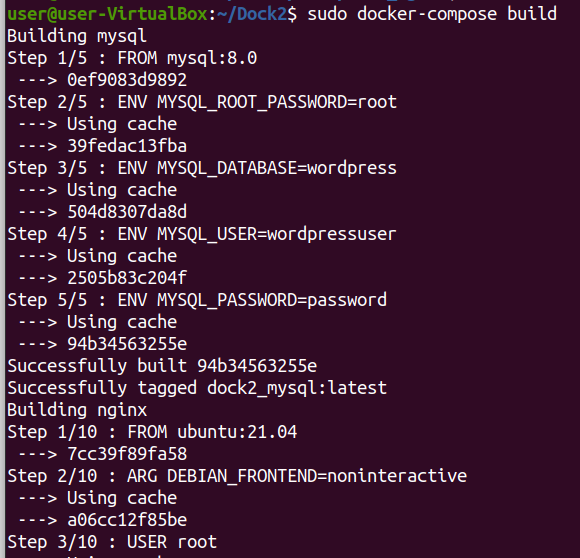 user@user-VirtualBox:~/Dock2$ sudo docker-compose build
Building mysql
Step 1/5 : FROM mysql:8.0
 ---> 0ef9083d9892
Step 2/5 : ENV MYSQL_ROOT_PASSWORD=root
 ---> Using cache
 ---> 39fedac13fba
Step 3/5 : ENV MYSQL_DATABASE=wordpress
 ---> Using cache
 ---> 504d8307da8d
Step 4/5 : ENV MYSQL_USER=wordpressuser
 ---> Using cache
 ---> 2505b83c204f
Step 5/5 : ENV MYSQL_PASSWORD=password
 ---> Using cache
 ---> 94b34563255e
Successfully built 94b34563255e
Successfully tagged dock2_mysql:latest
Building nginx
Step 1/10 : FROM ubuntu:21.04
 ---> 7cc39f89fa58
Step 2/10 : ARG DEBIAN_FRONTEND=noninteractive
 ---> Using cache
 ---> a06cc12f85be
Step 3/10 : USER root